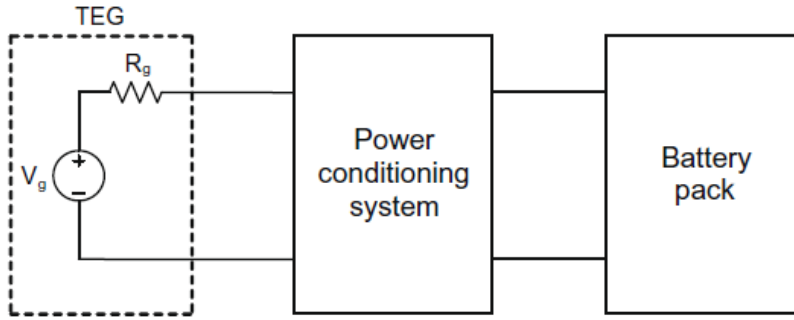 TEG
R_g
V_g
Power
conditioning
system
Battery
pack